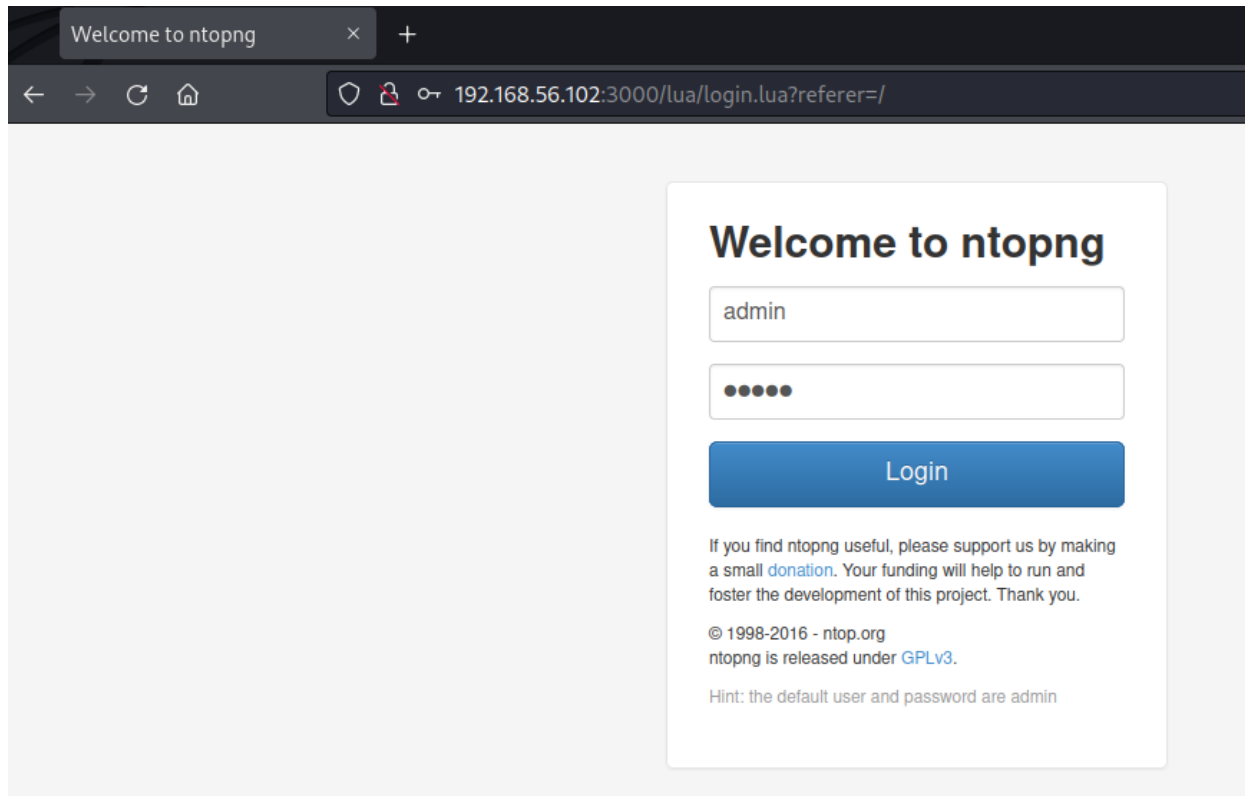 Welcome to ntopng
192.168.56.102:3000/lua/login.lua?referer=/
Welcome to ntopng
admin
•••••
Login
If you find ntopng useful, please support us by making
a small donation. Your funding will help to run and
foster the development of this project. Thank you.
© 1998-2016 - ntop.org
ntopng is released under GPLv3.
Hint: the default user and password are admin